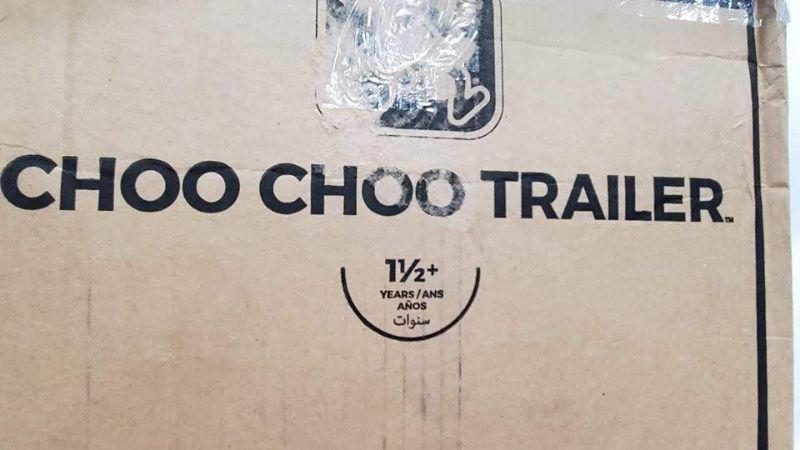 CHOO CHOO TRAILER™
1½+
YEARS/ANS
AÑOS
سنوات